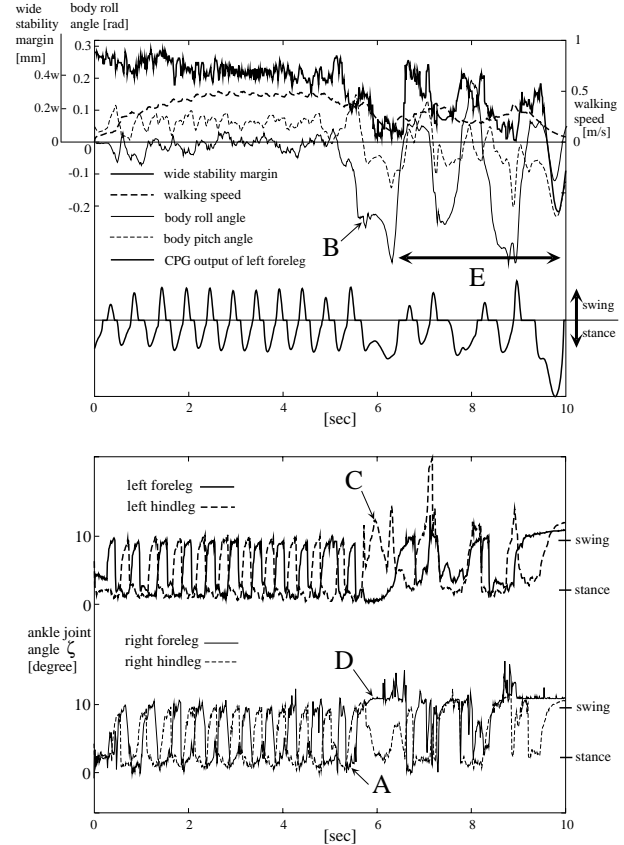 wide
stability
margin
[mm]
body roll
angle [rad]
0.3
0.2
0.1
0
-0.1
-0.2
0.4w
0.2w
0
1
0.5
0
walking
speed
[m/s]
wide stability margin
walking speed
body roll angle
body pitch angle
CPG output of left foreleg
B
E
swing
stance
0 2 4 6 8 10
[sec]
left foreleg
left hindleg
C
10
0
swing
stance
ankle joint
angle ζ
[degree]
right foreleg
right hindleg
D
10
0
swing
stance
A
0 2 4 6 8 10
[sec]